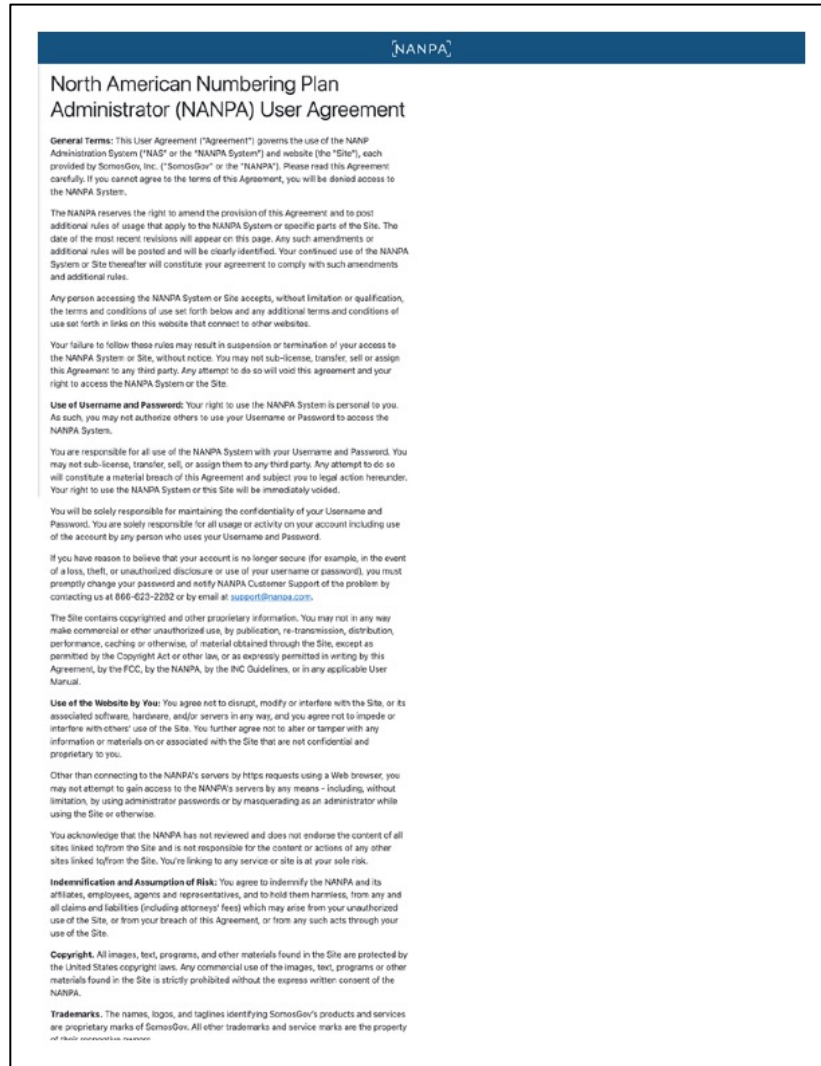 [NANPA]
North American Numbering Plan
Administrator (NANPA) User Agreement
General Terms: This User Agreement ("Agreement") governs the use of the NANP
Administration System ("NAS" or the "NANPA System") and website (the "Site"), each
provided by SomosGov, Inc. ("SomosGov" or the "NANPA"). Please read this Agreement
carefully. If you cannot agree to the terms of this Agreement, you will be denied access to
the NANPA System.
The NANPA reserves the right to amend the provision of this Agreement and to post
additional rules of usage that apply to the NANPA System or specific parts of the Site. The
date of the most recent revisions will appear on this page. Any such amendments or
additional rules will be posted and will be clearly identified. Your continued use of the NANPA
System or Site thereafter will constitute your agreement to comply with such amendments
and additional rules.
Any person accessing the NANPA System or Site accepts, without limitation or qualification,
the terms and conditions of use set forth below and any additional terms and conditions of
use set forth in links on this website that connect to other websites.
Your failure to follow these rules may result in suspension or termination of your access to
the NANPA System or Site, without notice. You may not sub-license, transfer, sell or assign
this Agreement to any third party. Any attempt to do so will void this agreement and your
right to access the NANPA System or the Site.
Use of Username and Password: Your right to use the NANPA System is personal to you.
As such, you may not authorize others to use your Username or Password to access the
NANPA System.
You are responsible for all use of the NANPA System with your Username and Password. You
may not sub-license, transfer, sell, or assign them to any third party. Any attempt to do so
will constitute a material breach of this Agreement and subject you to legal action hereunder.
Your right to use the NANPA System or this Site will be immediately voided.
You will be solely responsible for maintaining the confidentiality of your Username and
Password. You are solely responsible for all usage or activity on your account including use
of the account by any person who uses your Username and Password.
If you have reason to believe that your account is no longer secure (for example, in the event
of a loss, theft, or unauthorized disclosure or use of your username or password), you must
promptly change your password and notify NANPA Customer Support of the problem by
contacting us at 866-623-2282 or by email at support@nanpa.com.
The Site contains copyrighted and other proprietary information. You may not in any way
make commercial or other unauthorized use, by publication, re-transmission, distribution,
performance, caching or otherwise, of material obtained through the Site, except as
permitted by the Copyright Act or other law, or as expressly permitted in writing by this
Agreement, by the FCC, by the NANPA, by the INC Guidelines, or in any applicable User
Manual.
Use of the Website by You: You agree not to disrupt, modify or interfere with the Site, or its
associated software, hardware, and/or servers in any way, and you agree not to impede or
interfere with others' use of the Site. You further agree not to alter or tamper with any
information or materials on or associated with the Site that are not confidential and
proprietary to you.
Other than connecting to the NANPA's servers by https requests using a Web browser, you
may not attempt to gain access to the NANPA's servers by any means - including, without
limitation, by using administrator passwords or by masquerading as an administrator while
using the Site or otherwise.
You acknowledge that the NANPA has not reviewed and does not endorse the content of all
sites linked to/from the Site and is not responsible for the content or actions of any other
sites linked to/from the Site. You're linking to any service or site is at your sole risk.
Indemnification and Assumption of Risk: You agree to indemnify the NANPA and its
affiliates, employees, agents and representatives, and to hold them harmless, from any and
all claims and liabilities (including attorneys' fees) which may arise from your unauthorized
use of the Site, or from your breach of this Agreement, or from any such acts through your
use of the Site.
Copyright. All images, text, programs, and other materials found in the Site are protected by
the United States copyright laws. Any commercial use of the images, text, programs or other
materials found in the Site is strictly prohibited without the express written consent of the
NANPA.
Trademarks. The names, logos, and taglines identifying SomosGov's products and services
are proprietary marks of SomosGov. All other trademarks and service marks are the property
of their respective owners